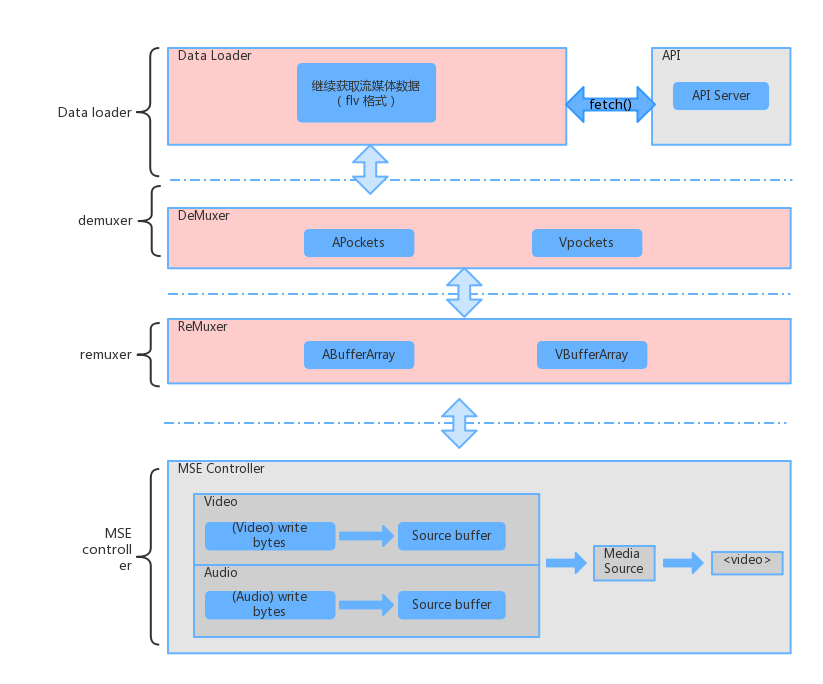 Data Loader
API
继续获取流媒体数据
（ flv 格式 ）
fetch()
API Server
Data loader
demuxer
DeMuxer
APockets
Vpockets
remuxer
ReMuxer
ABufferArray
VBufferArray
MSE Controller
MSE
controll
er
Video
(Video) write
bytes
Source buffer
Audio
(Audio) write
bytes
Source buffer
Media
Source
<video>